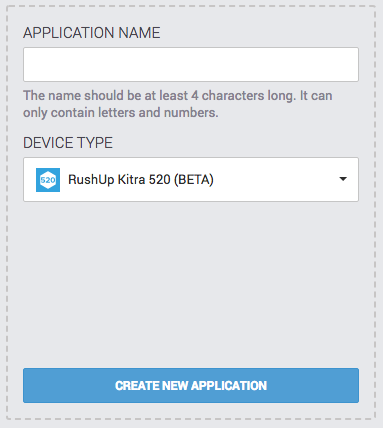 APPLICATION NAME
The name should be at least 4 characters long. It can
only contain letters and numbers.
DEVICE TYPE
520 RushUp Kitra 520 (BETA)
CREATE NEW APPLICATION